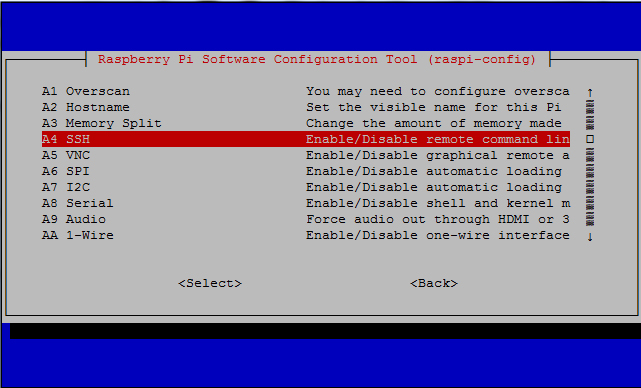 Raspberry Pi Software Configuration Tool (raspi-config)
A1 Overscan You may need to configure oversca
A2 Hostname Set the visible name for this Pi
A3 Memory Split Change the amount of memory made
A4 SSH Enable/Disable remote command lin
A5 VNC Enable/Disable graphical remote a
A6 SPI Enable/Disable automatic loading
A7 I2C Enable/Disable automatic loading
A8 Serial Enable/Disable shell and kernel m
A9 Audio Force audio out through HDMI or 3
AA 1-Wire Enable/Disable one-wire interface
<Select> <Back>